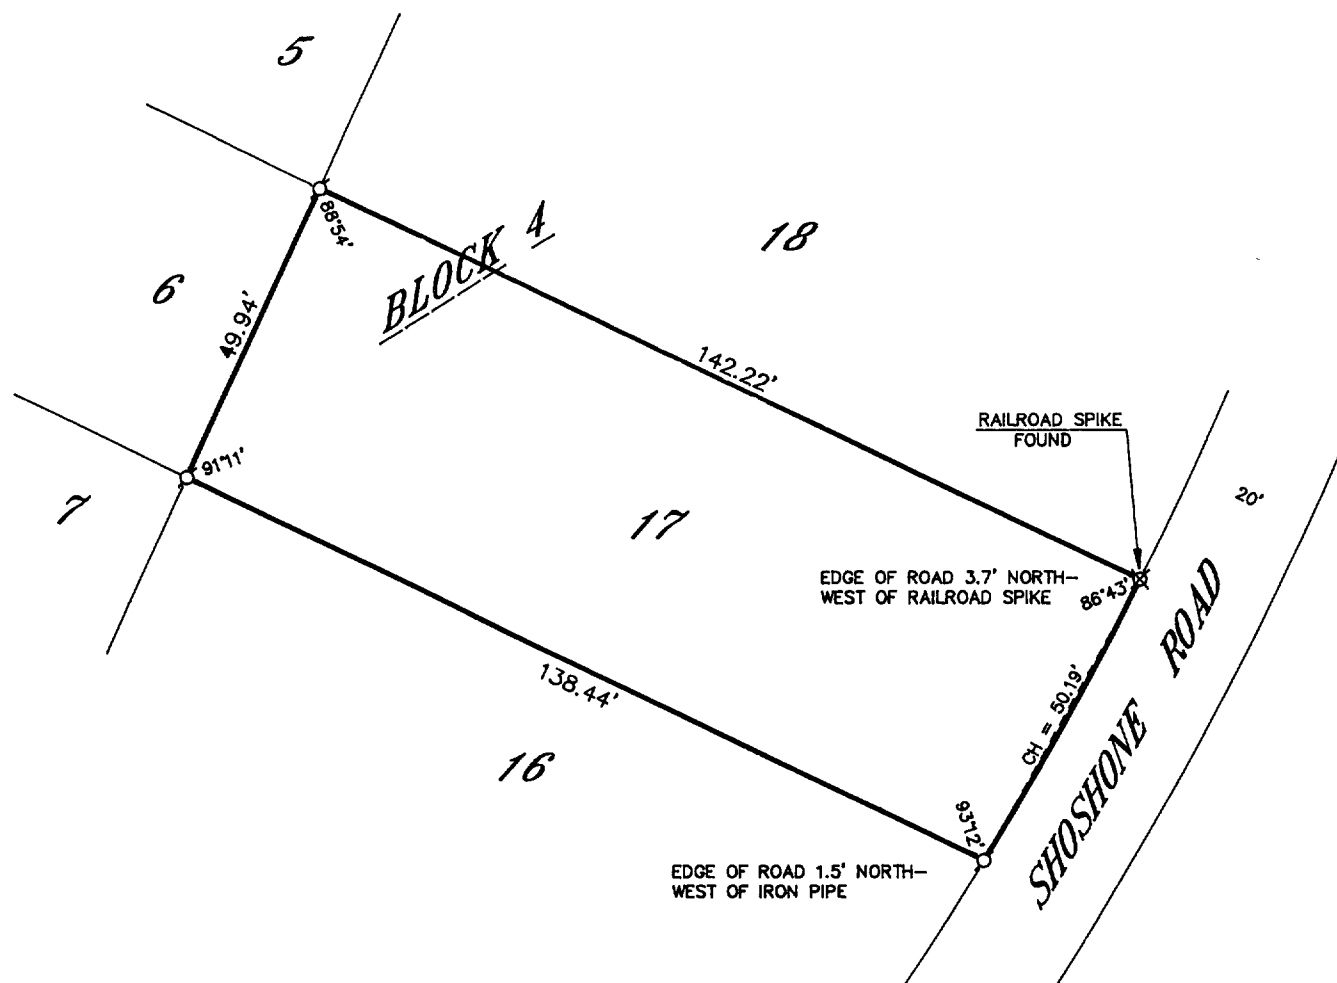 5
88°54'
BLOCK 4
18
6
49.94'
142.22'
RAILROAD SPIKE
FOUND
91°11'
20'
7
17
EDGE OF ROAD 3.7' NORTH-
WEST OF RAILROAD SPIKE
86°43'
138.44'
CH = 50.19'
SHOSHONE ROAD
16
93°12'
EDGE OF ROAD 1.5' NORTH-
WEST OF IRON PIPE